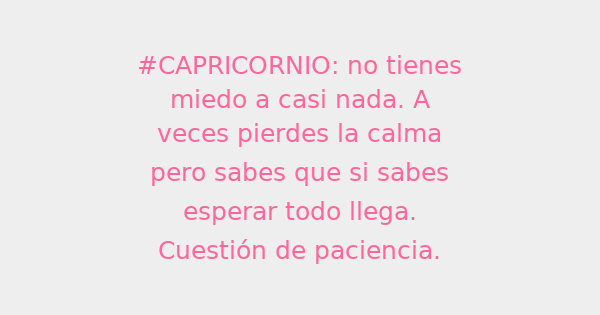 #CAPRICORNIO: no tienes
miedo a casi nada. A
veces pierdes la calma
pero sabes que si sabes
esperar todo llega.
Cuestión de paciencia.